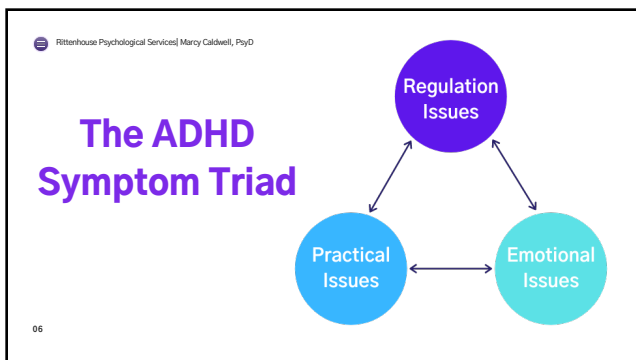 Rittenhouse Psychological Services| Marcy Caldwell, PsyD
The ADHD
Symptom Triad
Regulation
Issues
Practical
Issues
Emotional
Issues
06